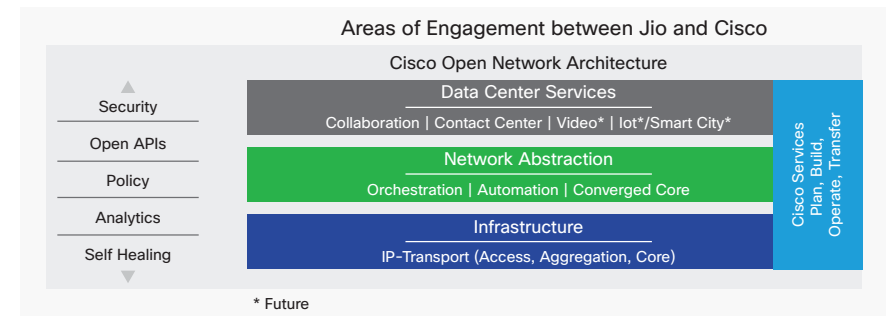 Areas of Engagement between Jio and Cisco
Cisco Open Network Architecture
Security
Open APIs
Policy
Analytics
Self Healing
Data Center Services
Collaboration | Contact Center | Video* | Iot*/Smart City*
Network Abstraction
Orchestration | Automation | Converged Core
Infrastructure
IP-Transport (Access, Aggregation, Core)
Cisco Services
Plan, Build,
Operate, Transfer
* Future